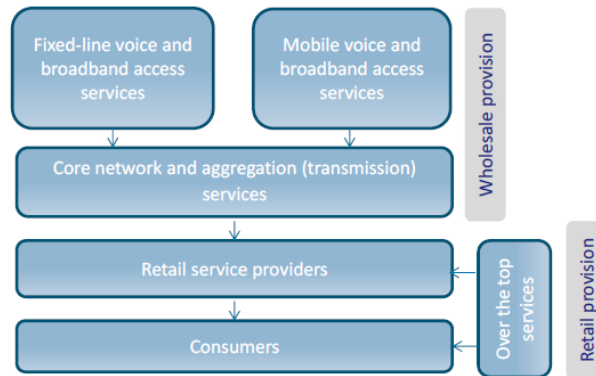 Fixed-line voice and
broadband access
services
Mobile voice and
broadband access
services
Wholesale provision
Core network and aggregation (transmission)
services
Retail service providers
Over the top
services
Retail provision
Consumers